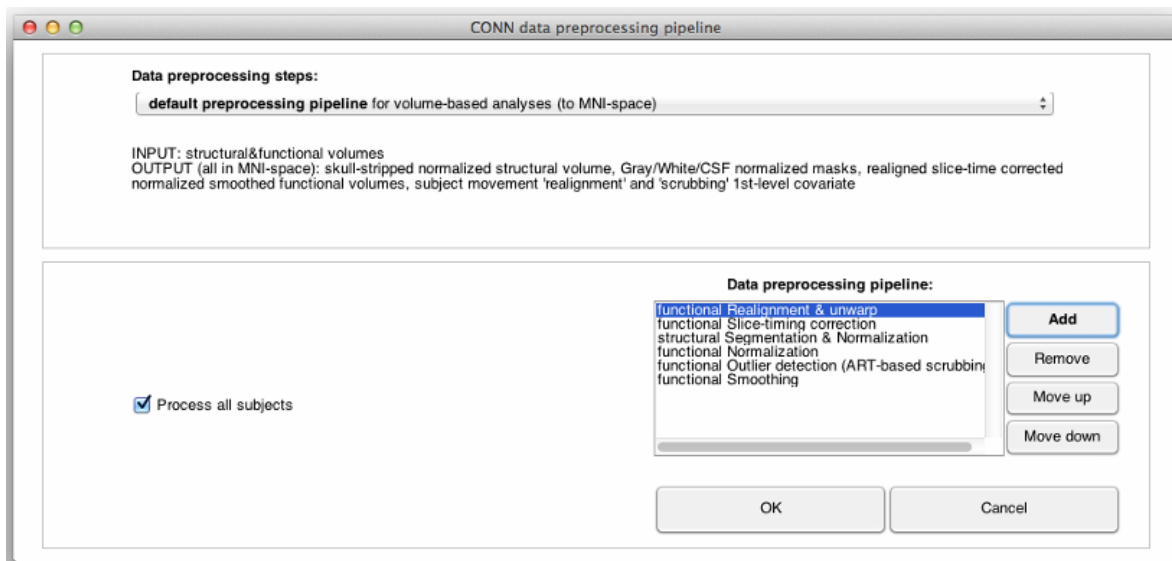 CONN data preprocessing pipeline
Data preprocessing steps:
default preprocessing pipeline for volume-based analyses (to MNI-space)
INPUT: structural&functional volumes
OUTPUT (all in MNI-space): skull-stripped normalized structural volume, Gray/White/CSF normalized masks, realigned slice-time corrected
normalized smoothed functional volumes, subject movement 'realignment' and 'scrubbing' 1st-level covariate
Data preprocessing pipeline:
functional Realignment & unwarp
functional Slice-timing correction
structural Segmentation & Normalization
functional Normalization
functional Outlier detection (ART-based scrubbing
functional Smoothing
Add
Remove
Move up
Move down
Process all subjects
OK
Cancel